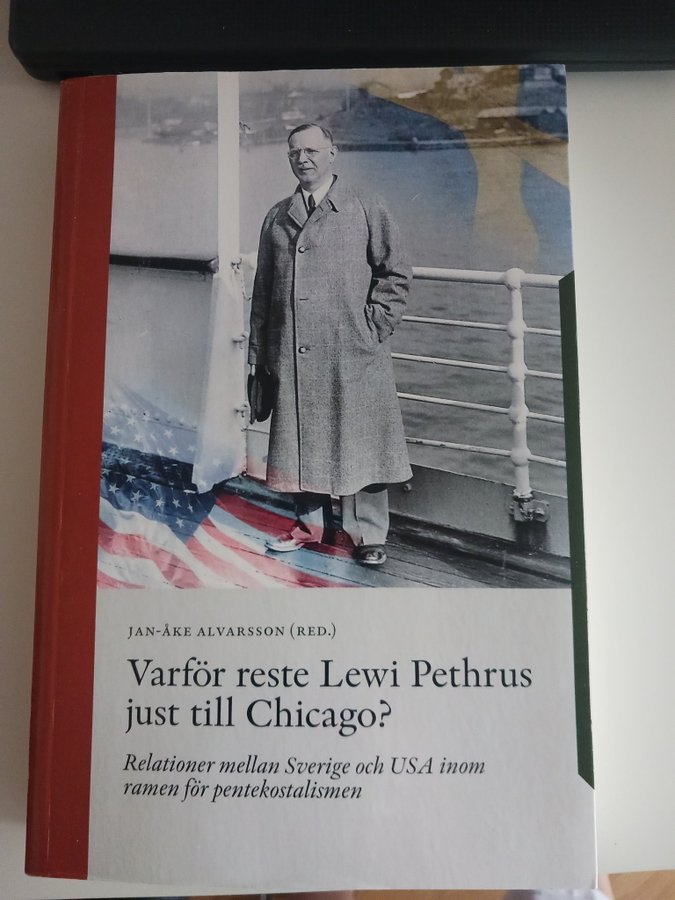 JAN-ÅKE ALVARSSON (RED.)
Varför reste Lewi Pethrus
just till Chicago?
Relationer mellan Sverige och USA inom
ramen för pentekostalismen